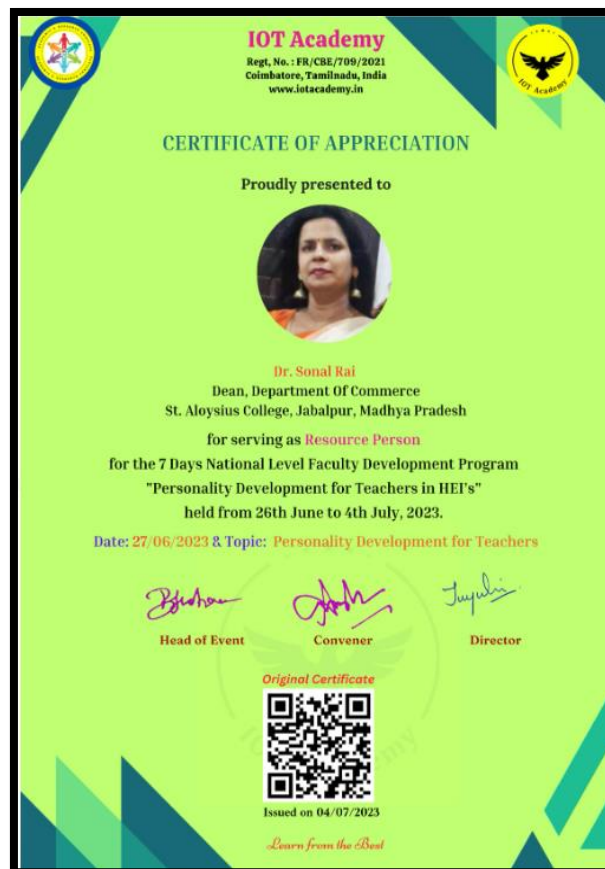 IOT Academy
Regt, No. : FR/CBE/709/2021
Coimbatore, Tamilnadu, India
www.iotacademy.in
IOT Academy
CERTIFICATE OF APPRECIATION
Proudly presented to
Dr. Sonal Rai
Dean, Department Of Commerce
St. Aloysius College, Jabalpur, Madhya Pradesh
for serving as Resource Person
for the 7 Days National Level Faculty Development Program
"Personality Development for Teachers in HEI's"
held from 26th June to 4th July, 2023.
Date: 27/06/2023 & Topic: Personality Development for Teachers
Head of Event
Convener
Director
Original Certificate
Issued on 04/07/2023
Learn from the Best